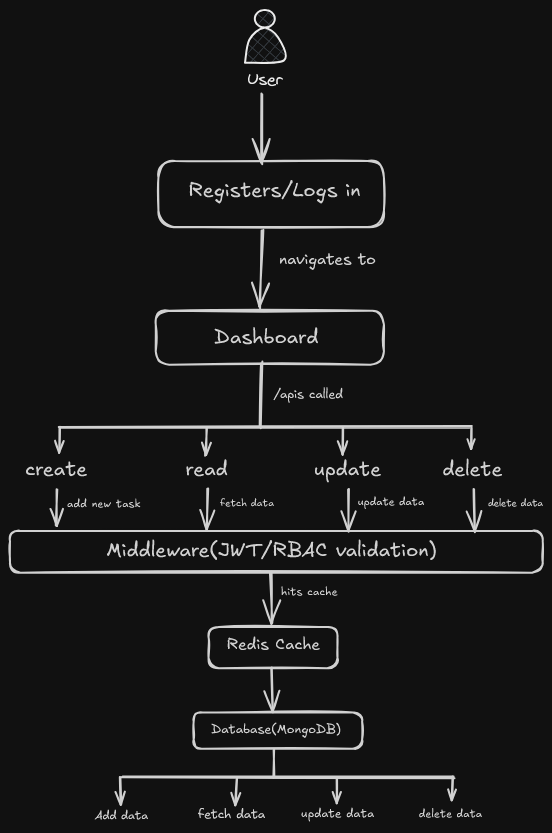 User
Registers/Logs in
navigates to
Dashboard
/apis called
create
read
update
delete
add new task
fetch data
update data
delete data
Middleware(JWT/RBAC validation)
hits cache
Redis Cache
Database(MongoDB)
Add data
fetch data
update data
delete data